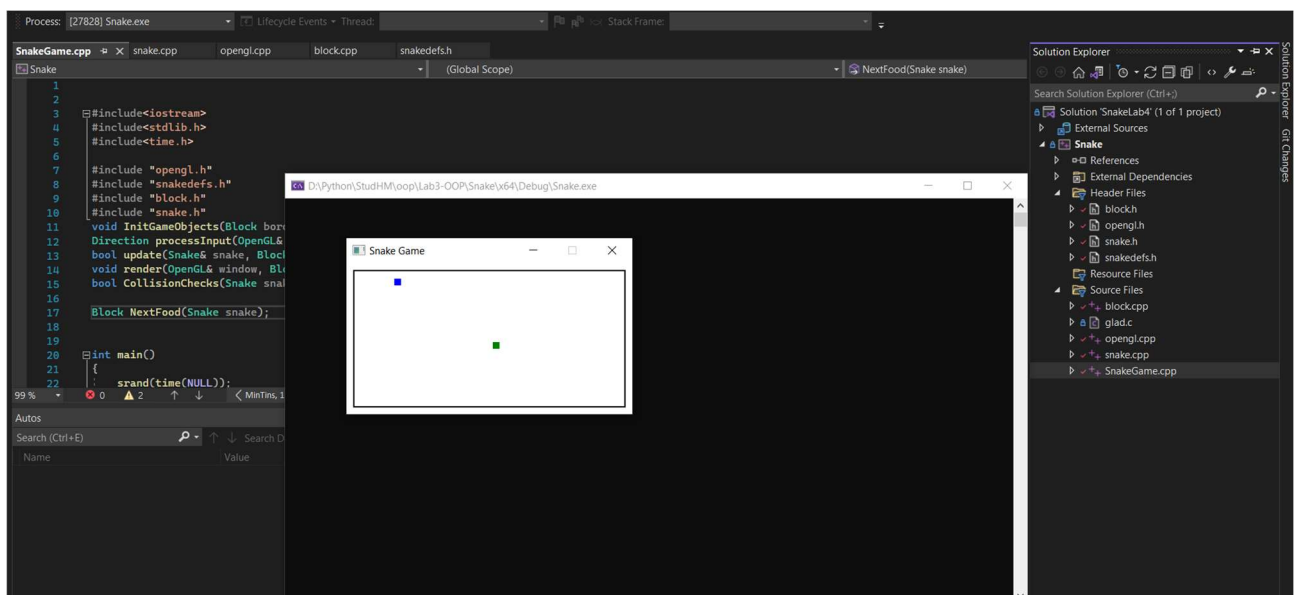 Process: [27828] Snake.exe Lifecycle Events Thread: Stack Frame:
SnakeGame.cpp snake.cpp opengl.cpp block.cpp snakedefs.h
Snake (Global Scope) NextFood(Snake snake)
1
2
3 #include<iostream>
4 #include<stdlib.h>
5 #include<time.h>
6
7 #include "opengl.h"
8 #include "snakedefs.h"
9 #include "block.h"
10 #include "snake.h"
11 void InitGameObjects(Block bord
12 Direction processInput(OpenGL&
13 bool update(Snake& snake, Block
14 void render(OpenGL& window, Blo
15 bool CollisionChecks(Snake snak
16
17 Block NextFood(Snake snake);
18
19
20 int main()
21 {
22 srand(time(NULL));
99 % 0 2 MinTins, 1
Autos
Search (Ctrl+E) Search D
Name Value
D:\Python\StudHM\oop\Lab3-OOP\Snake\x64\Debug\Snake.exe
Snake Game
Solution Explorer
Search Solution Explorer (Ctrl+;)
Solution 'SnakeLab4' (1 of 1 project)
External Sources
Snake
References
External Dependencies
Header Files
block.h
opengl.h
snake.h
snakedefs.h
Resource Files
Source Files
block.cpp
glad.c
opengl.cpp
snake.cpp
SnakeGame.cpp
Solution Explorer
Git Changes